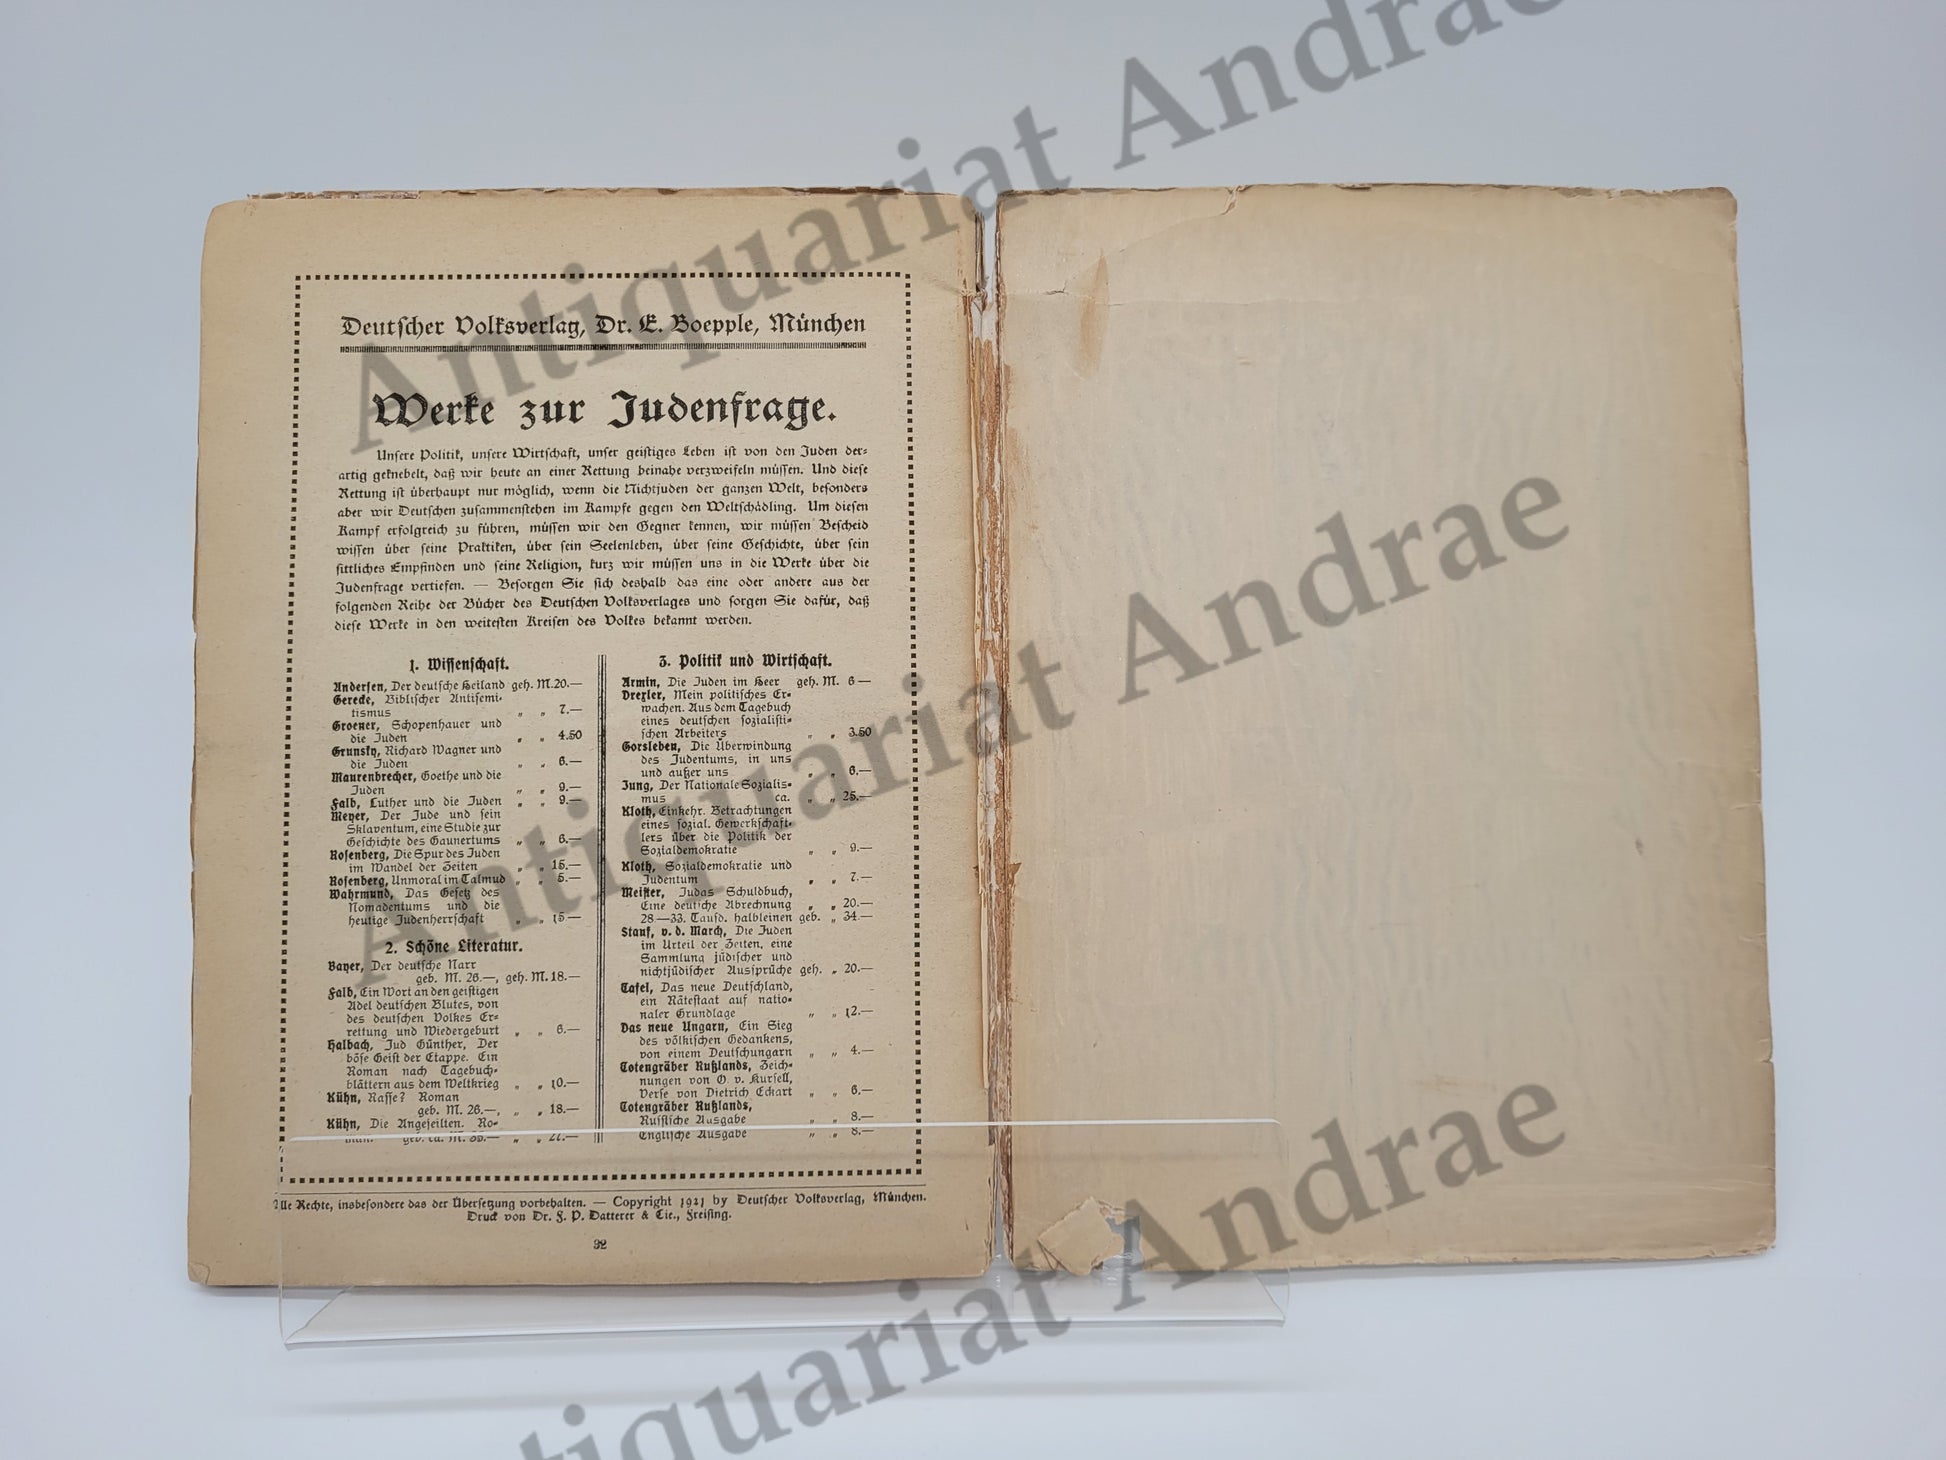 Deutscher Volksverlag, Dr. E. Boepple, München
Werke zur Judenfrage.
Unsere Politik, unsere Wirtschaft, unser geistiges Leben ist von den Juden der-
artig geknebelt, daß wir heute an einer Rettung beinahe verzweifeln müssen. Und diese
Rettung ist überhaupt nur möglich, wenn die Nichtjuden der ganzen Welt, besonders
aber wir Deutschen zusammenstehen im Kampfe gegen den Weltschädling. Um diesen
Kampf erfolgreich zu führen, müssen wir den Gegner kennen, wir müssen Bescheid
wissen über seine Praktiken, über sein Seelenleben, über seine Geschichte, über sein
sittliches Empfinden und seine Religion, kurz wir müssen uns in die Werke über die
Judenfrage vertiefen. — Besorgen Sie sich deshalb das eine oder andere aus der
folgenden Reihe der Bücher des Deutschen Volksverlages und sorgen Sie dafür, daß
diese Werke in den weitesten Kreisen des Volkes bekannt werden.
1. Wissenschaft.
Andersen, Der deutsche Heiland geh. M. 20.—
Gerecke, Biblischer Antisemi-
tismus " " 7.—
Groener, Schopenhauer und
die Juden " " 4.50
Grunsky, Richard Wagner und
die Juden " " 6.—
Maurenbrecher, Goethe und die
Juden " " 9.—
Falb, Luther und die Juden " " 9.—
Meyer, Der Jude und sein
Sklaventum, eine Studie zur
Geschichte des Gaunertums " " 6.—
Rosenberg, Die Spur des Juden
im Wandel der Zeiten " " 15.—
Rosenberg, Unmoral im Talmud " " 5.—
Wahrmund, Das Gesetz des
Nomadentums und die
heutige Judenherrschaft " " 15—
2. Schöne Literatur.
Bayer, Der deutsche Narr
geb. M. 26.—, geh. M. 18.—
Falb, Ein Wort an den geistigen
Adel deutschen Blutes, von
des deutschen Volkes Er-
rettung und Wiedergeburt " " 6.—
Halbach, Jud Günther, Der
böse Geist der Etappe. Ein
Roman nach Tagebuch-
blättern aus dem Weltkrieg " " 10.—
Kühn, Rasse? Roman
geb. M. 26.—, " " 18.—
Kühn, Die Angeseilten. Ro-
man. geb. ca. M. 35.— " " 27.—
3. Politik und Wirtschaft.
Armin, Die Juden im Heer geh. M. 6—
Drexler, Mein politisches Er-
wachen. Aus dem Tagebuch
eines deutschen sozialisti-
schen Arbeiters " " 3.50
Gorsleben, Die Überwindung
des Judentums, in uns
und außer uns " " 6.—
Jung, Der Nationale Sozialis-
mus ca. " " 25.—
Kloth, Einkehr. Betrachtungen
eines sozial. Gewerkschaft-
lers über die Politik der
Sozialdemokratie " " 9.—
Kloth, Sozialdemokratie und
Judentum " " 7.—
Meister, Judas Schuldbuch,
Eine deutsche Abrechnung " " 20.—
28.—33. Tausd. halbleinen geb. " 34.—
Stauf, v. d. March, Die Juden
im Urteil der Zeiten, eine
Sammlung jüdischer und
nichtjüdischer Aussprüche geh. " 20.—
Tafel, Das neue Deutschland,
ein Rätestaat auf natio-
naler Grundlage " " 12.—
Das neue Ungarn, Ein Sieg
des völkischen Gedankens,
von einem Deutschungarn " " 4.—
Totengräber Rußlands, Zeich-
nungen von O. v. Kursell,
Verse von Dietrich Eckart " " 6.—
Totengräber Rußlands,
Russische Ausgabe " " 8.—
Englische Ausgabe " " 8.—
Alle Rechte, insbesondere das der Übersetzung vorbehalten. — Copyright 1921 by Deutscher Volksverlag, München.
Druck von Dr. F. P. Datterer & Cie., Freising.
32
Antiquariat Andrae
Antiquariat Andrae
Antiquariat Andrae